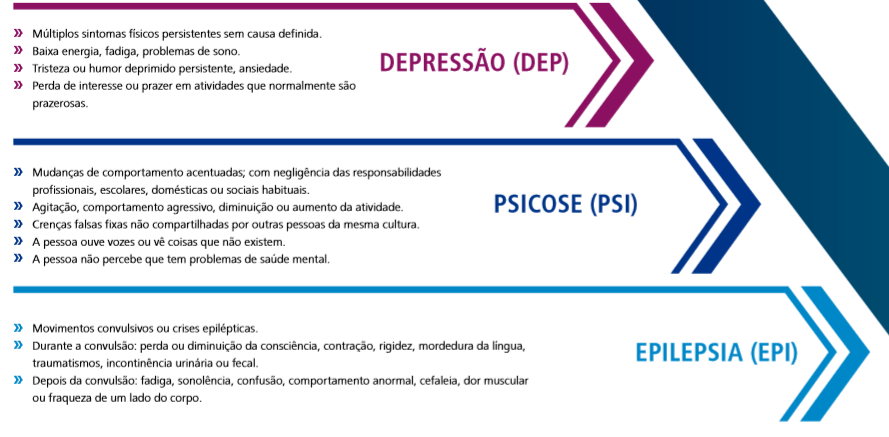 » Múltiplos sintomas físicos persistentes sem causa definida.
» Baixa energia, fadiga, problemas de sono.
» Tristeza ou humor deprimido persistente, ansiedade.
» Perda de interesse ou prazer em atividades que normalmente são
prazerosas.
DEPRESSÃO (DEP)
» Mudanças de comportamento acentuadas; com negligência das responsabilidades
profissionais, escolares, domésticas ou sociais habituais.
» Agitação, comportamento agressivo, diminuição ou aumento da atividade.
» Crenças falsas fixas não compartilhadas por outras pessoas da mesma cultura.
» A pessoa ouve vozes ou vê coisas que não existem.
» A pessoa não percebe que tem problemas de saúde mental.
PSICOSE (PSI)
» Movimentos convulsivos ou crises epilépticas.
» Durante a convulsão: perda ou diminuição da consciência, contração, rigidez, mordedura da língua,
traumatismos, incontinência urinária ou fecal.
» Depois da convulsão: fadiga, sonolência, confusão, comportamento anormal, cefaleia, dor muscular
ou fraqueza de um lado do corpo.
EPILEPSIA (EPI)